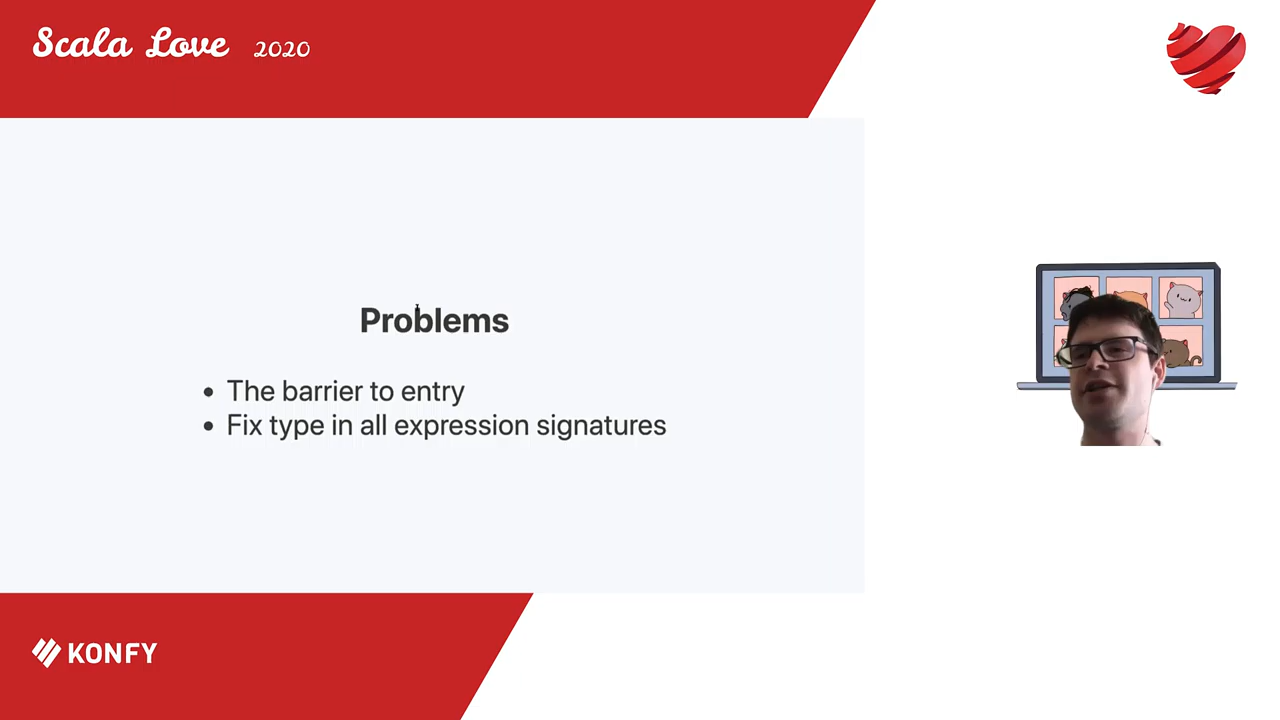 Scala Love 2020
Problems
• The barrier to entry
• Fix type in all expression signatures
KONFY